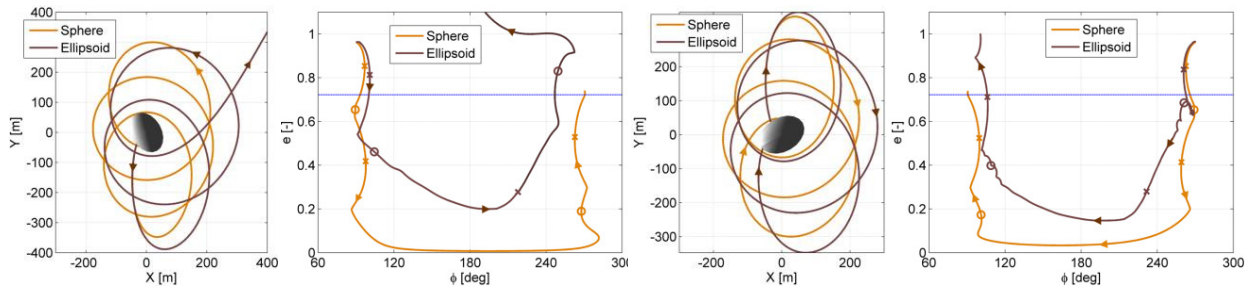 400
300
200
100
0
-100
-200
-300
-400
Y [m]
-200 0 200 400
X [m]
Sphere
Ellipsoid
1
0.8
0.6
0.4
0.2
0
e [-]
60 120 180 240 300
ϕ [deg]
Sphere
Ellipsoid
300
200
100
0
-100
-200
-300
Y [m]
-200 0 200
X [m]
Sphere
Ellipsoid
1
0.8
0.6
0.4
0.2
0
e [-]
60 120 180 240 300
ϕ [deg]
Sphere
Ellipsoid